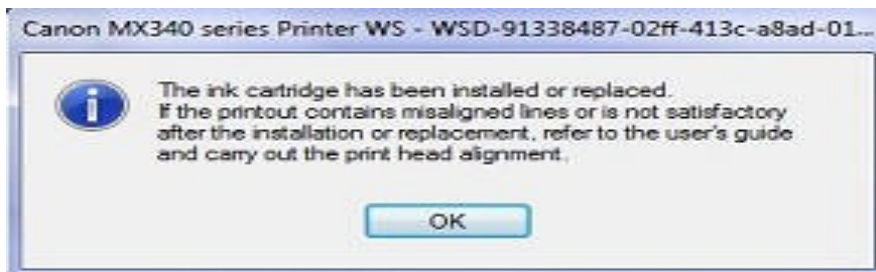 Canon MX340 series Printer WS - WSD-91338487-02ff-413c-a8ad-01...
The ink cartridge has been installed or replaced.
If the printout contains misaligned lines or is not satisfactory
after the installation or replacement, refer to the user's guide
and carry out the print head alignment.
OK